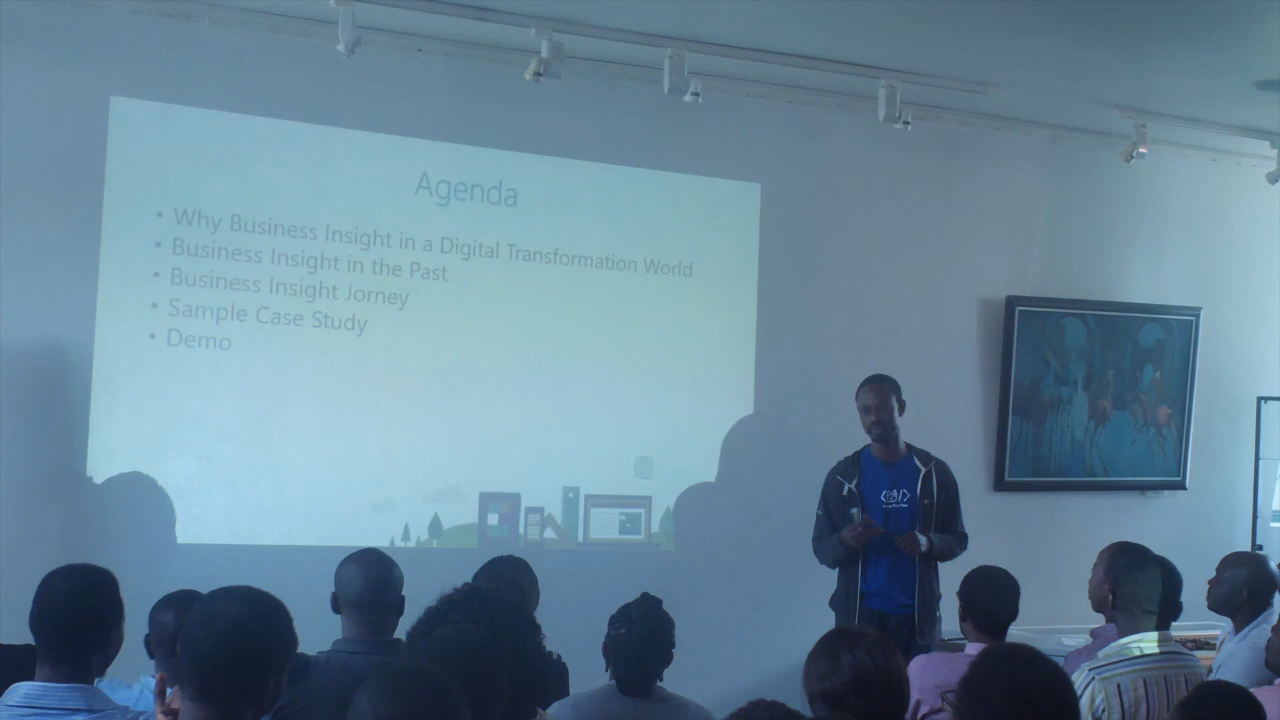 Agenda
• Why Business Insight in a Digital Transformation World
• Business Insight in the Past
• Business Insight Jorney
• Sample Case Study
• Demo